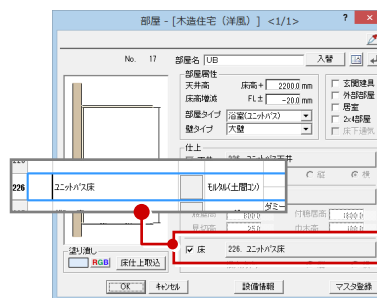 部屋 - [木造住宅（洋風）] <1/1>
? ×
No. 17 部屋名 UB 入替
部屋属性
天井高 床高+ 2200.0 mm
床高増減 FL± -20.0 mm
部屋タイプ 浴室(ユニットバス)
壁タイプ 大壁
玄関建具
外部部屋
居室
2x4部屋
床下通気
仕上
226 ユニットバス床 モルタル(土間コン)
ダミー
床 226. ユニットバス床
塗り潰し
RGB 床仕上取込
OK キャンセル 設備情報 マスタ登録